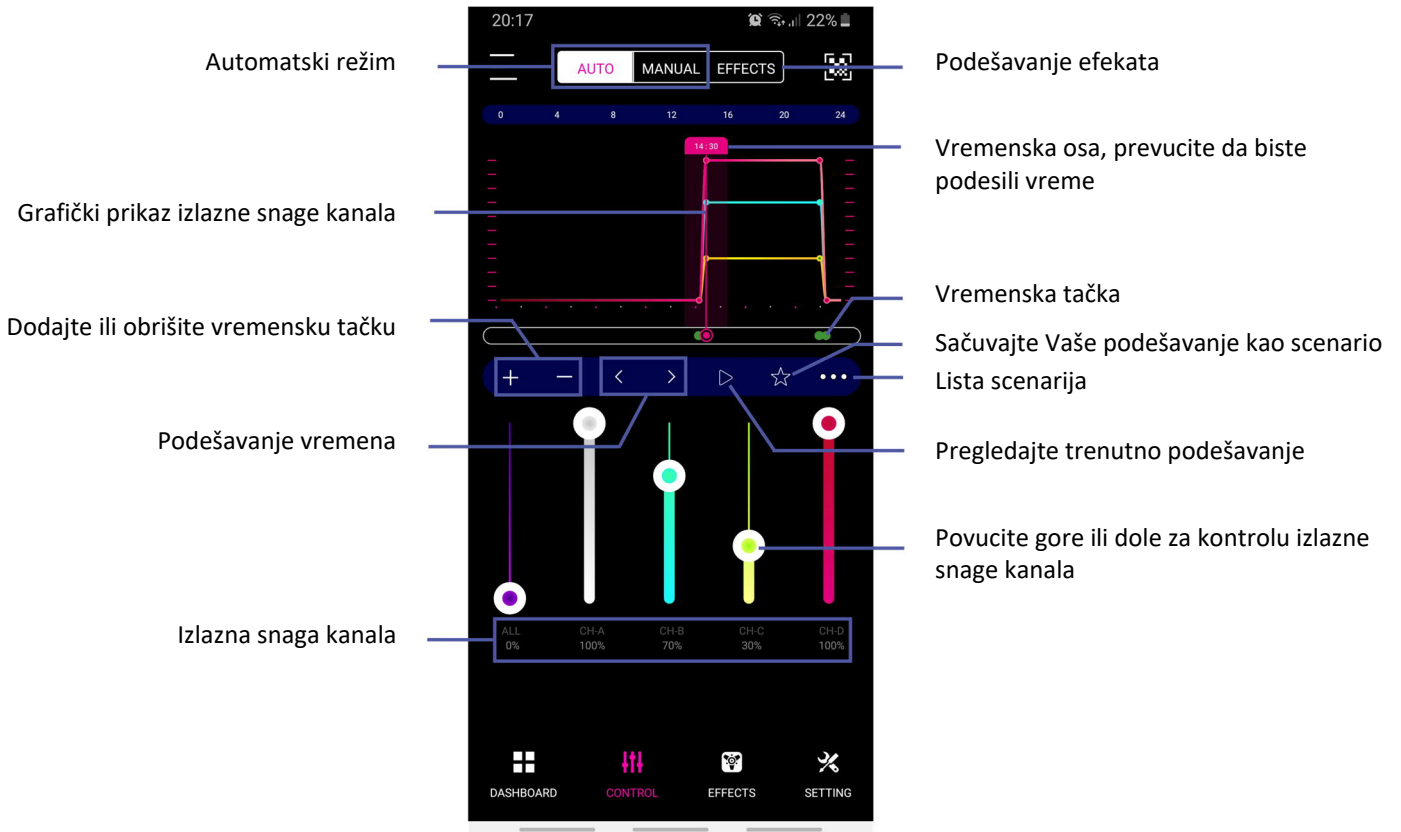 20:17
22%
Automatski režim
AUTO
MANUAL
EFFECTS
Podešavanje efekata
0 4 8 12 16 20 24
14:30
Vremenska osa, prevucite da biste
podesili vreme
Grafički prikaz izlazne snage kanala
Vremenska tačka
Dodajte ili obrišite vremensku tačku
Sačuvajte Vaše podešavanje kao scenario
Lista scenarija
Podešavanje vremena
Pregledajte trenutno podešavanje
Povucite gore ili dole za kontrolu izlazne
snage kanala
Izlazna snaga kanala
ALL CH-A CH-B CH-C CH-D
0% 100% 70% 30% 100%
DASHBOARD CONTROL EFFECTS SETTING